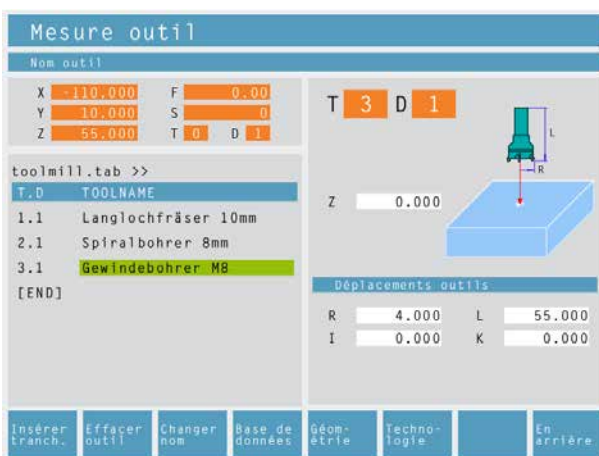 Mesure outil
Nom outil
X -110,000 F 0.00
Y 10.000 S 0
Z 55.000 T 0 D 1
T 3 D 1
L
R
toolmill.tab >>
T.D TOOLNAME
1.1 Langlochfräser 10mm
2.1 Spiralbohrer 8mm
3.1 Gewindebohrer M8
[END]
Z 0.000
Déplacements outils
R 4.000 L 55.000
I 0.000 K 0.000
Insérer tranch.
Effacer outil
Changer nom
Base de données
Géom- étrie
Techno- logie
En arrière